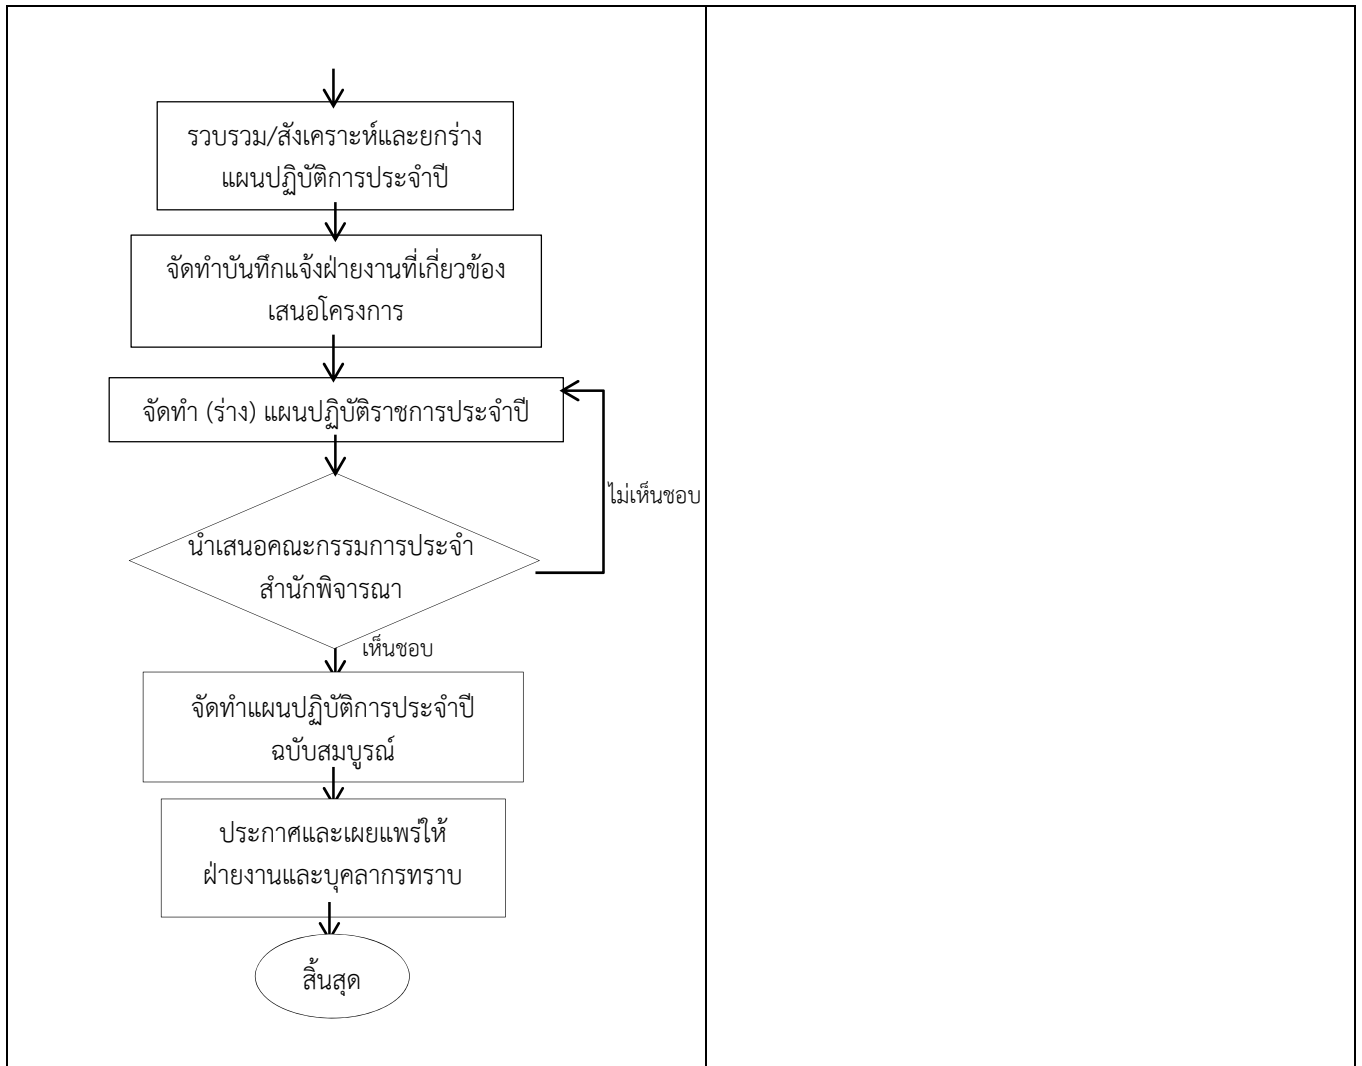 รวบรวม/สังเคราะห์และยกร่าง
แผนปฏิบัติการประจำปี
จัดทำบันทึกแจ้งฝ่ายงานที่เกี่ยวข้อง
เสนอโครงการ
จัดทำ (ร่าง) แผนปฏิบัติราชการประจำปี
ไม่เห็นชอบ
นำเสนอคณะกรรมการประจำ
สำนักพิจารณา
เห็นชอบ
จัดทำแผนปฏิบัติการประจำปี
ฉบับสมบูรณ์
ประกาศและเผยแพร่ให้
ฝ่ายงานและบุคลากรทราบ
สิ้นสุด